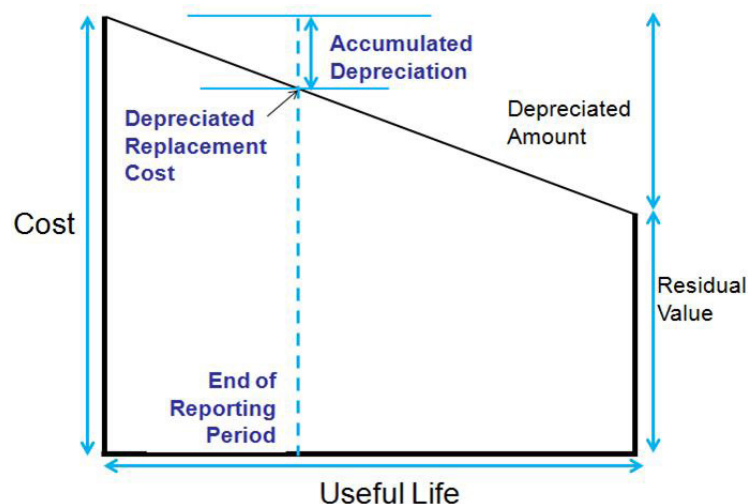 Accumulated
Depreciation
Depreciated
Amount
Depreciated
Replacement
Cost
Cost
Residual
Value
End of
Reporting
Period
Useful Life